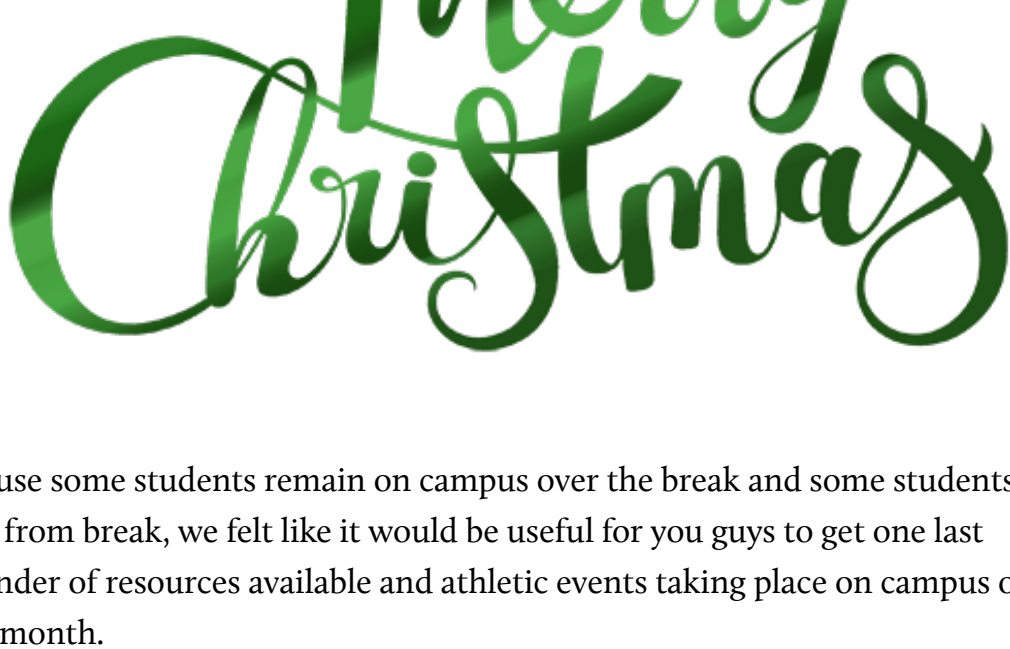 Merry
Christmas
use some students remain on campus over the break and some students
from break, we felt like it would be useful for you guys to get one last
nder of resources available and athletic events taking place on campus o
month.